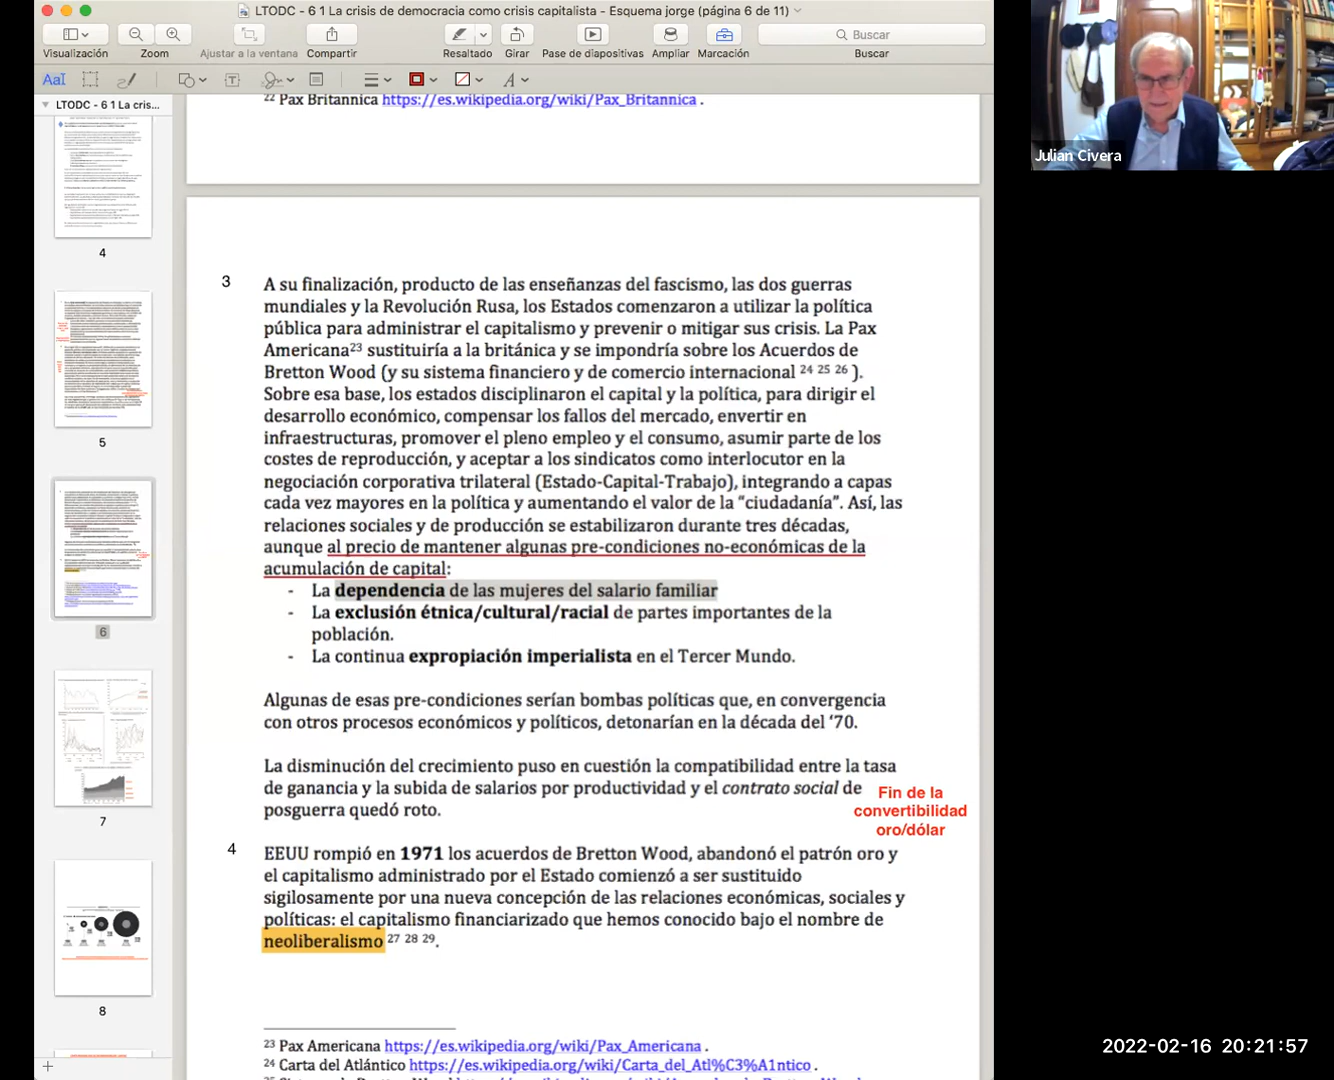 LTODC - 6 1 La crisis de democracia como crisis capitalista - Esquema jorge (página 6 de 11)
Visualización
Zoom
Ajustar a la ventana
Compartir
Resaltado
Girar
Pase de diapositivas
Ampliar
Marcación
Buscar
Buscar
LTODC - 6 1 La cris...
4
5
6
7
8
22 Pax Britannica https://es.wikipedia.org/wiki/Pax_Britannica .
3
A su finalización, producto de las enseñanzas del fascismo, las dos guerras
mundiales y la Revolución Rusa, los Estados comenzaron a utilizar la política
pública para administrar el capitalismo y prevenir o mitigar sus crisis. La Pax
Americana23 sustituiría a la británica y se impondría sobre los Acuerdos de
Bretton Wood (y su sistema financiero y de comercio internacional 24 25 26 ).
Sobre esa base, los estados disciplinaron el capital y la política, para dirigir el
desarrollo económico, compensar los fallos del mercado, envertir en
infraestructuras, promover el pleno empleo y el consumo, asumir parte de los
costes de reproducción, y aceptar a los sindicatos como interlocutor en la
negociación corporativa trilateral (Estado-Capital-Trabajo), integrando a capas
cada vez mayores en la política y aumentando el valor de la “ciudadanía”. Así, las
relaciones sociales y de producción se estabilizaron durante tres décadas,
aunque al precio de mantener algunas pre-condiciones no-económicas de la
acumulación de capital:
- La dependencia de las mujeres del salario familiar
- La exclusión étnica/cultural/racial de partes importantes de la
población.
- La continua expropiación imperialista en el Tercer Mundo.
Algunas de esas pre-condiciones serían bombas políticas que, en convergencia
con otros procesos económicos y políticos, detonarían en la década del ‘70.
La disminución del crecimiento puso en cuestión la compatibilidad entre la tasa
de ganancia y la subida de salarios por productividad y el contrato social de
posguerra quedó roto.
Fin de la
convertibilidad
oro/dólar
4
EEUU rompió en 1971 los acuerdos de Bretton Wood, abandonó el patrón oro y
el capitalismo administrado por el Estado comienzó a ser sustituido
sigilosamente por una nueva concepción de las relaciones económicas, sociales y
políticas: el capitalismo financiarizado que hemos conocido bajo el nombre de
neoliberalismo 27 28 29.
23 Pax Americana https://es.wikipedia.org/wiki/Pax_Americana .
24 Carta del Atlántico https://es.wikipedia.org/wiki/Carta_del_Atl%C3%A1ntico .
Julian Civera
2022-02-16 20:21:57